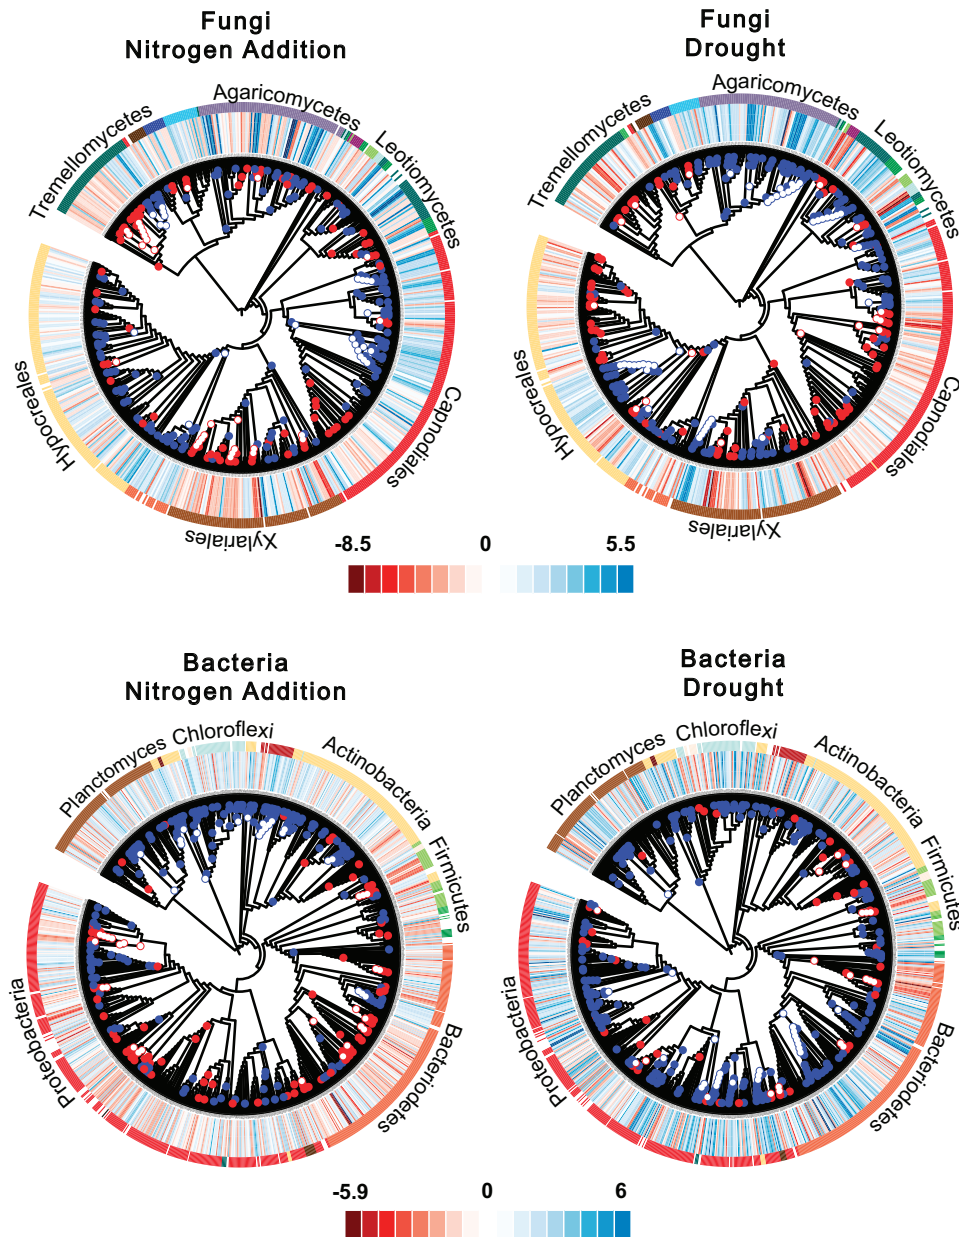 Fungi
Nitrogen Addition
Fungi
Drought
Tremellomycetes
Agaricomycetes
Leotiomycetes
Capnodiales
Xylariales
Hypocreales
Tremellomycetes
Agaricomycetes
Leotiomycetes
Capnodiales
Xylariales
Hypocreales
-8.5 0 5.5
Bacteria
Nitrogen Addition
Bacteria
Drought
Planctomyces
Chloroflexi
Actinobacteria
Firmicutes
Bacteriodetes
Proteobacteria
Planctomyces
Chloroflexi
Actinobacteria
Firmicutes
Bacteriodetes
Proteobacteria
-5.9 0 6